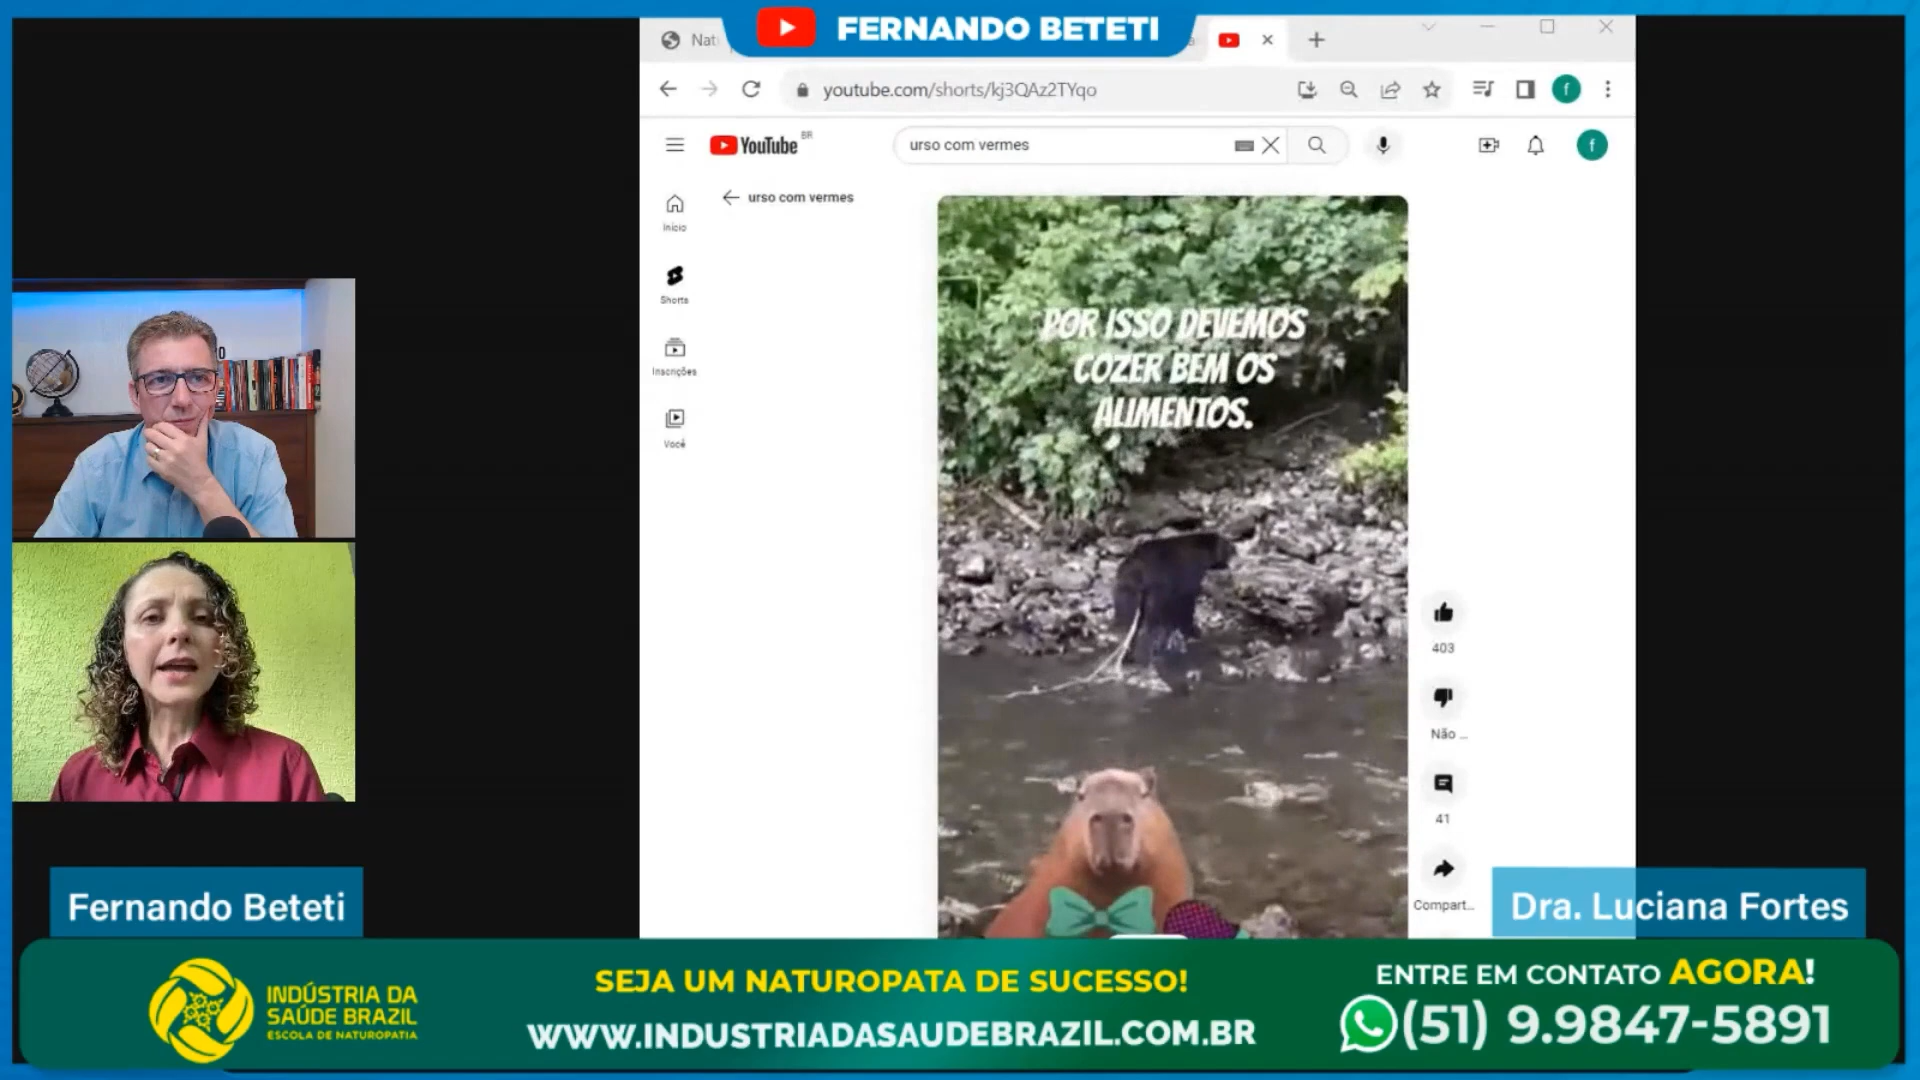 FERNANDO BETETI
Nat
youtube.com/shorts/kj3QAz2TYqo
f
YouTube BR
urso com vermes
f
urso com vermes
Início
Shorts
Inscrições
Você
POR ISSO DEVEMOS
COZER BEM OS
ALIMENTOS.
403
Não ...
41
Compart...
Fernando Beteti
Dra. Luciana Fortes
INDÚSTRIA DA
SAÚDE BRAZIL
ESCOLA DE NATUROPATIA
SEJA UM NATUROPATA DE SUCESSO!
WWW.INDUSTRIADASAUDEBRAZIL.COM.BR
ENTRE EM CONTATO AGORA!
(51) 9.9847-5891